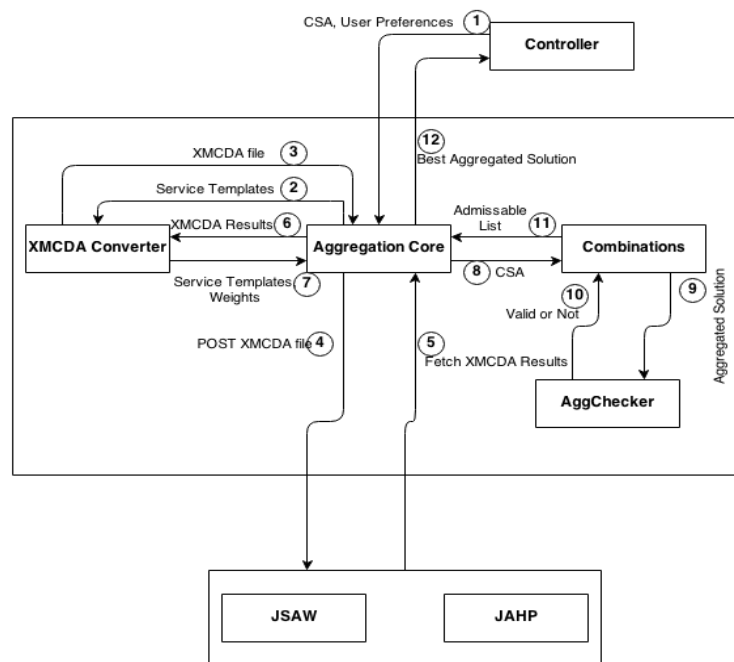 CSA, User Preferences
1
Controller
12
Best Aggregated Solution
XMCDA file
3
Service Templates
2
XMCDA Results
6
Admissable
List
11
XMCDA Converter
Aggregation Core
Combinations
Service Templates,
Weights
7
8
CSA
10
Valid or Not
9
Aggregated Solution
POST XMCDA file
4
5
Fetch XMCDA Results
AggChecker
JSAW
JAHP